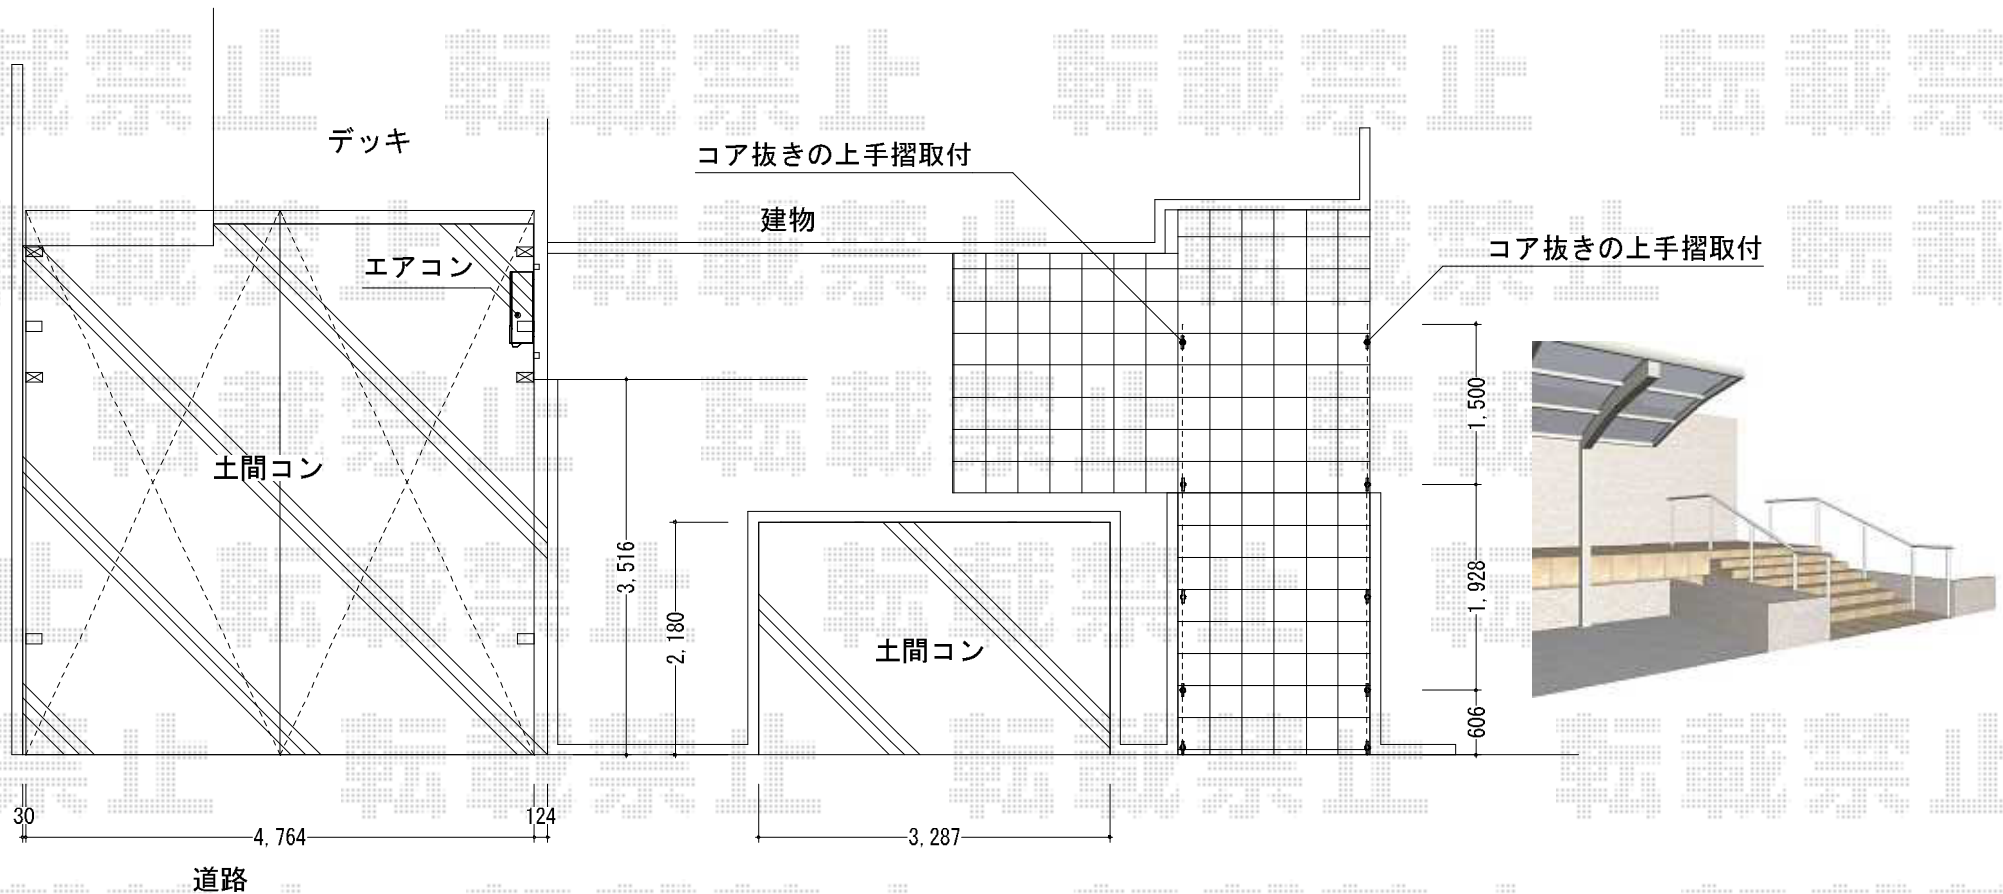 転載禁止
デッキ
コア抜きの上手摺取付
建物
コア抜きの上手摺取付
エアコン
土間コン
土間コン
1,500
3,516
1,928
2,180
606
30
124
4,764
3,287
道路